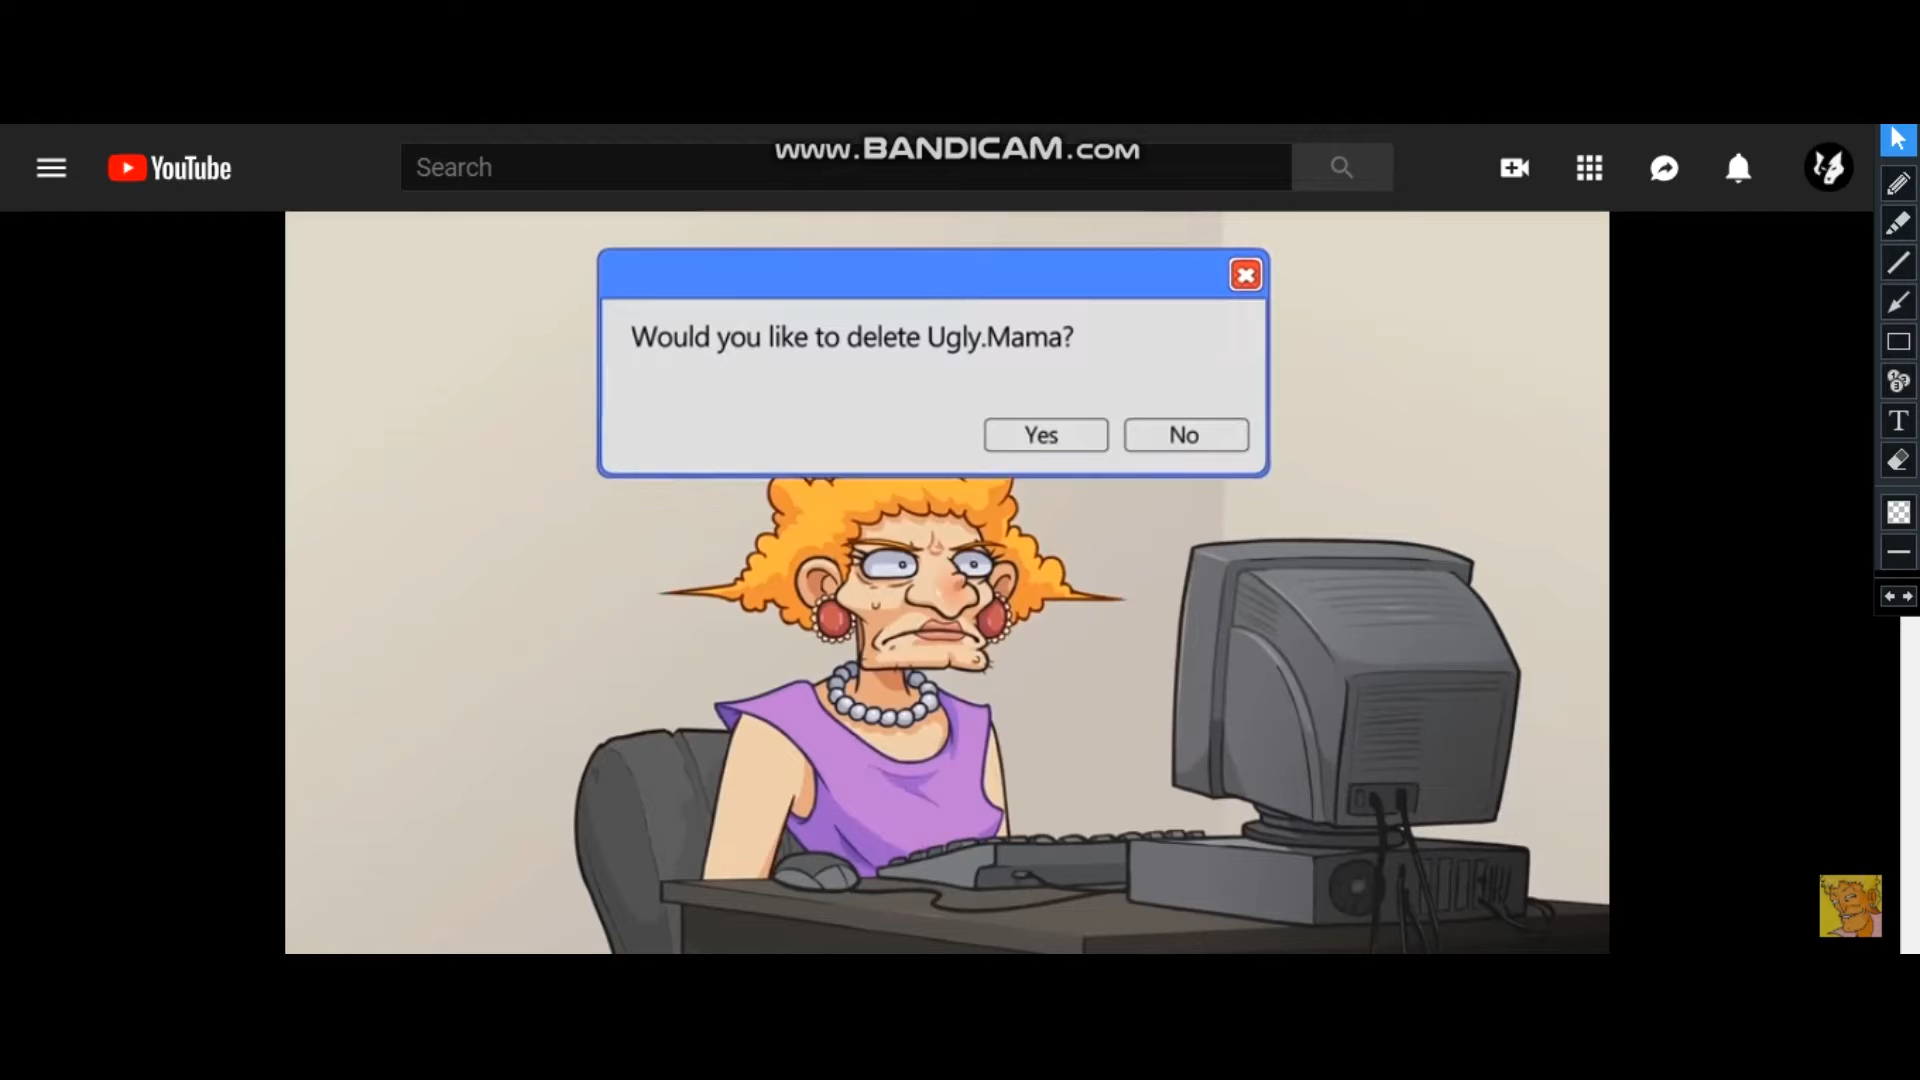 www.BANDICAM.com
YouTube
Search
Would you like to delete Ugly.Mama?
Yes
No
T